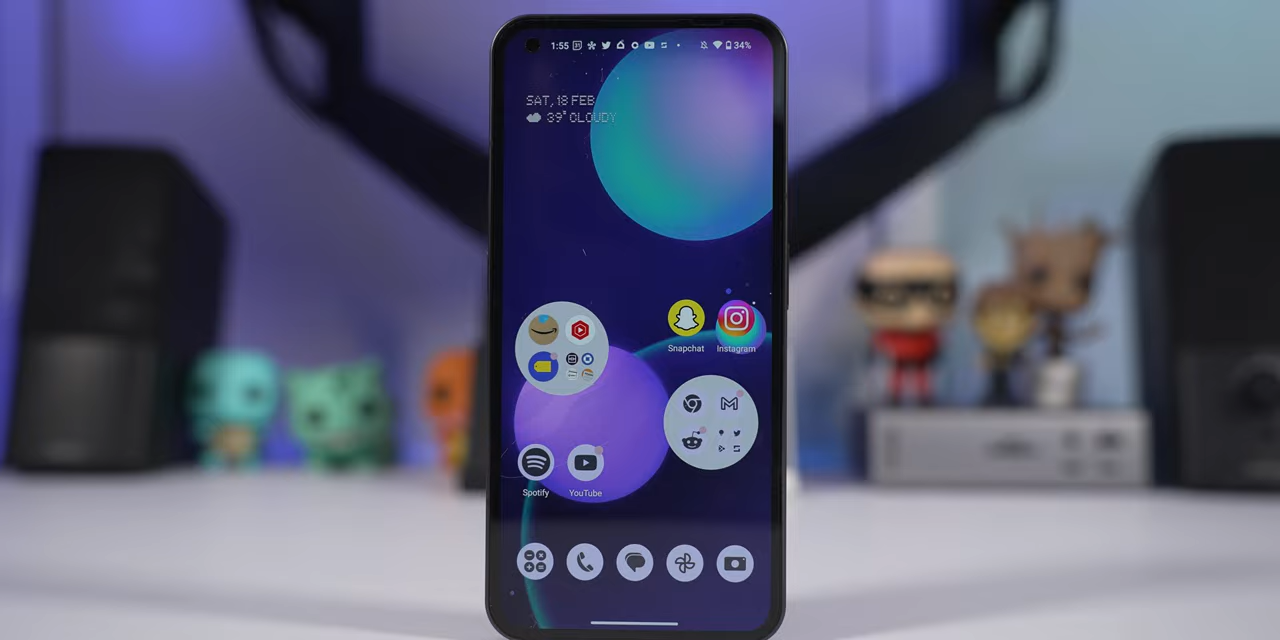 1:55 34%
SAT, 18 FEB
39° CLOUDY
Snapchat Instagram
Spotify YouTube